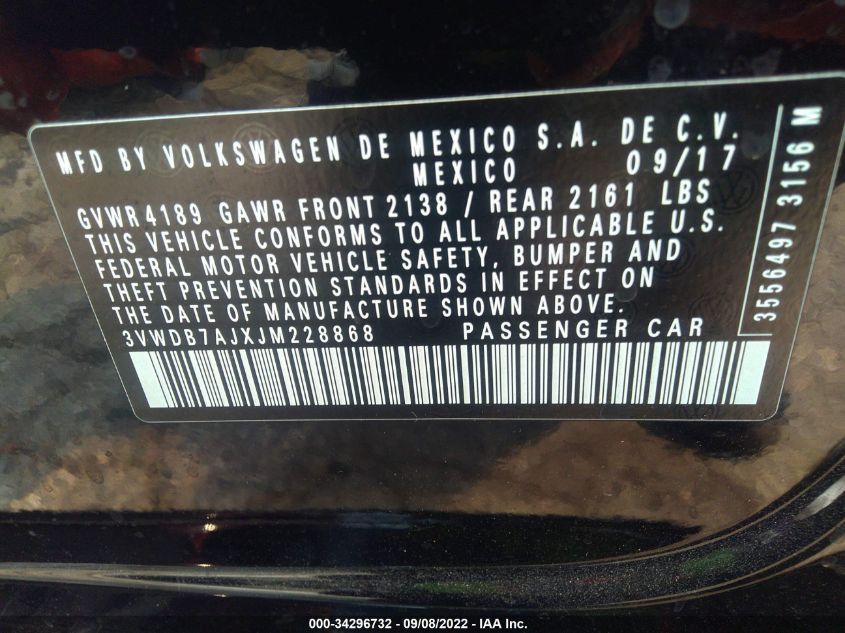 MFD BY VOLKSWAGEN DE MEXICO S.A. DE C.V.
MEXICO 09/17
GVWR 4189 GAWR FRONT 2138 / REAR 2161 LBS
THIS VEHICLE CONFORMS TO ALL APPLICABLE U.S.
FEDERAL MOTOR VEHICLE SAFETY, BUMPER AND
THEFT PREVENTION STANDARDS IN EFFECT ON
THE DATE OF MANUFACTURE SHOWN ABOVE.
3VWDB7AJXJM228868 PASSENGER CAR
3556497 3156 M
000-34296732 - 09/08/2022 - IAA Inc.